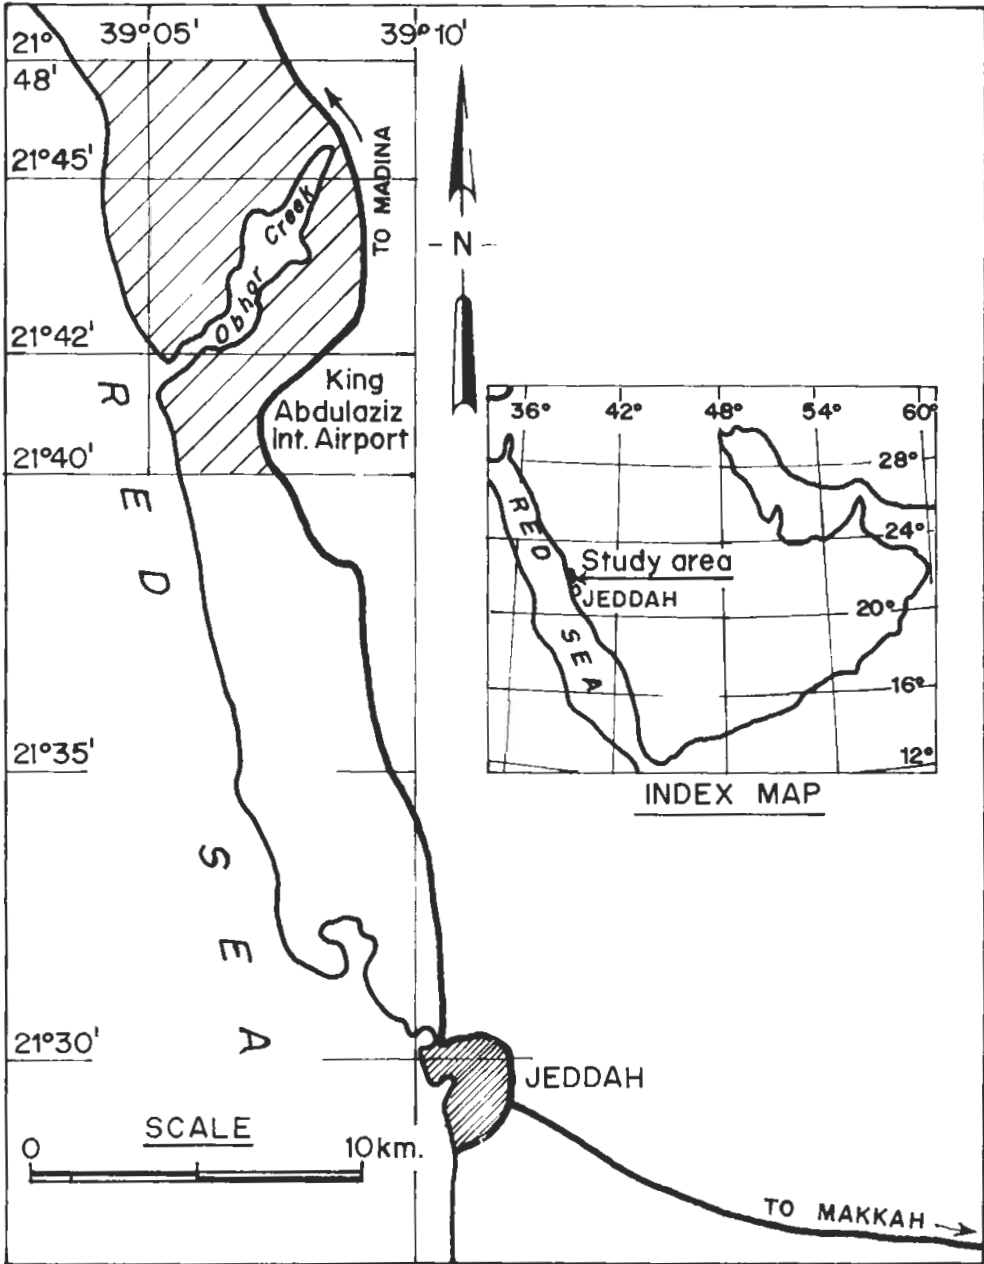 39°05'
39°10'
21°
48'
21°45'
TO MADINA
Obhor Creek
N
21°42'
King
Abdulaziz
Int. Airport
21°40'
RED SEA
21°35'
21°30'
JEDDAH
SCALE
0 10km.
TO MAKKAH
36° 42° 48° 54° 60°
28°
24°
RED SEA
Study area
JEDDAH
20°
16°
12°
INDEX MAP